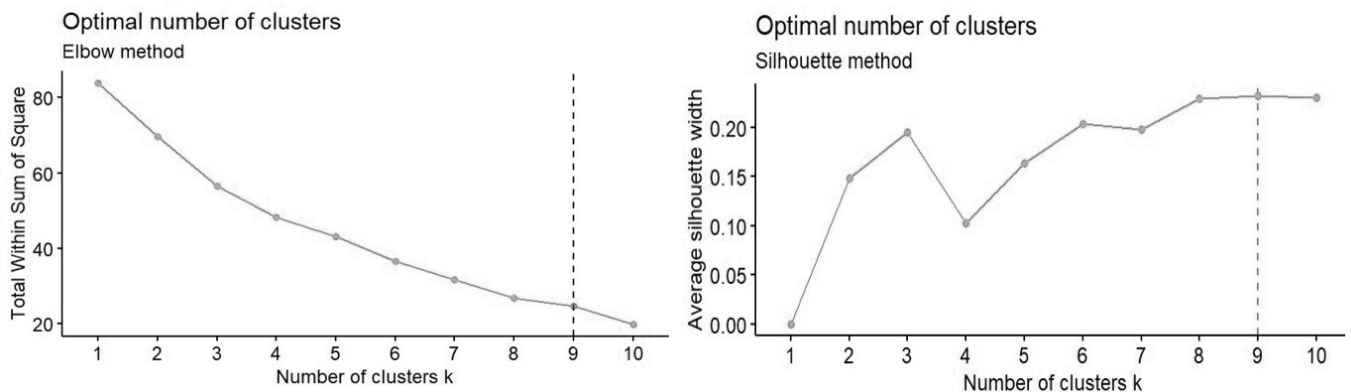 Optimal number of clusters
Elbow method
Total Within Sum of Square
80
60
40
20
1 2 3 4 5 6 7 8 9 10
Number of clusters k
Optimal number of clusters
Silhouette method
Average silhouette width
0.20
0.15
0.10
0.05
0.00
1 2 3 4 5 6 7 8 9 10
Number of clusters k